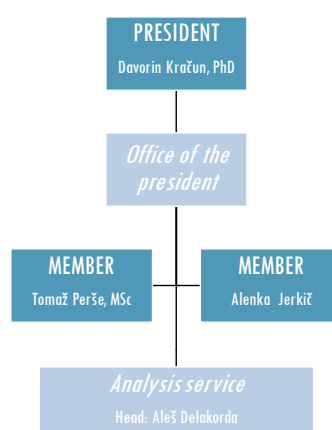 PRESIDENT
Davorin Kračun, PhD
Office of the
president
MEMBER
Tomaž Perše, MSc
MEMBER
Alenka Jerkič
Analysis service
Head: Aleš Delakorda